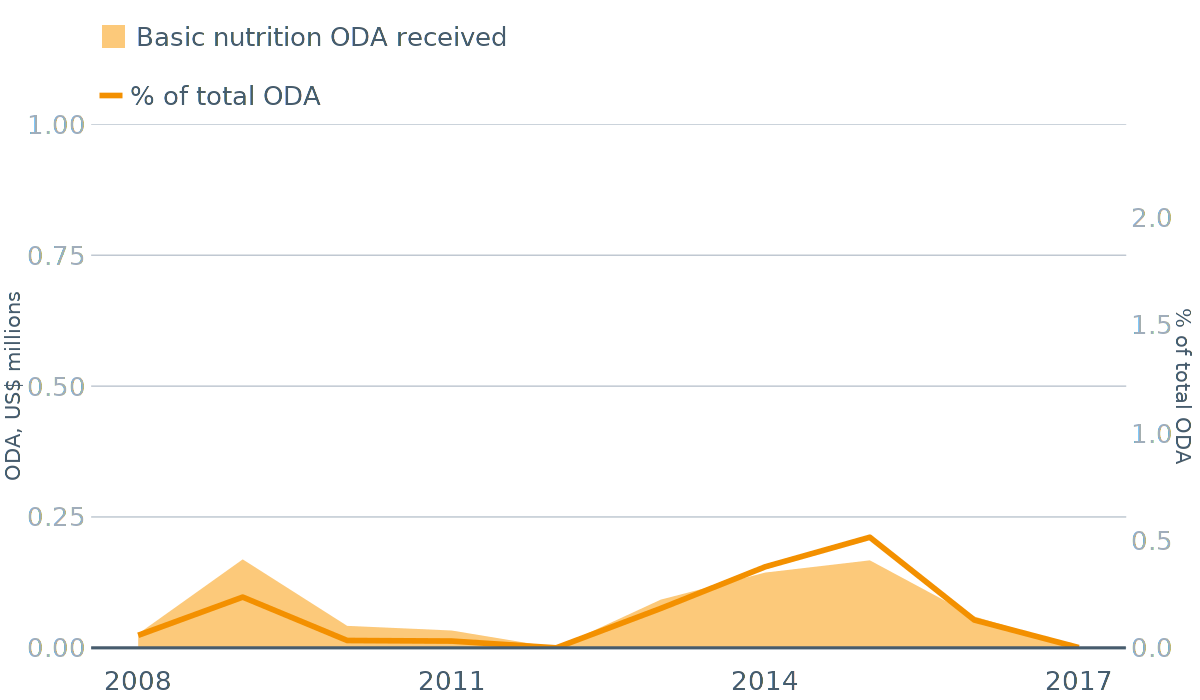 Basic nutrition ODA received
% of total ODA
1.00
0.75
0.50
0.25
0.00
ODA, US$ millions
2.0
1.5
1.0
0.5
0.0
% of total ODA
2008 2011 2014 2017